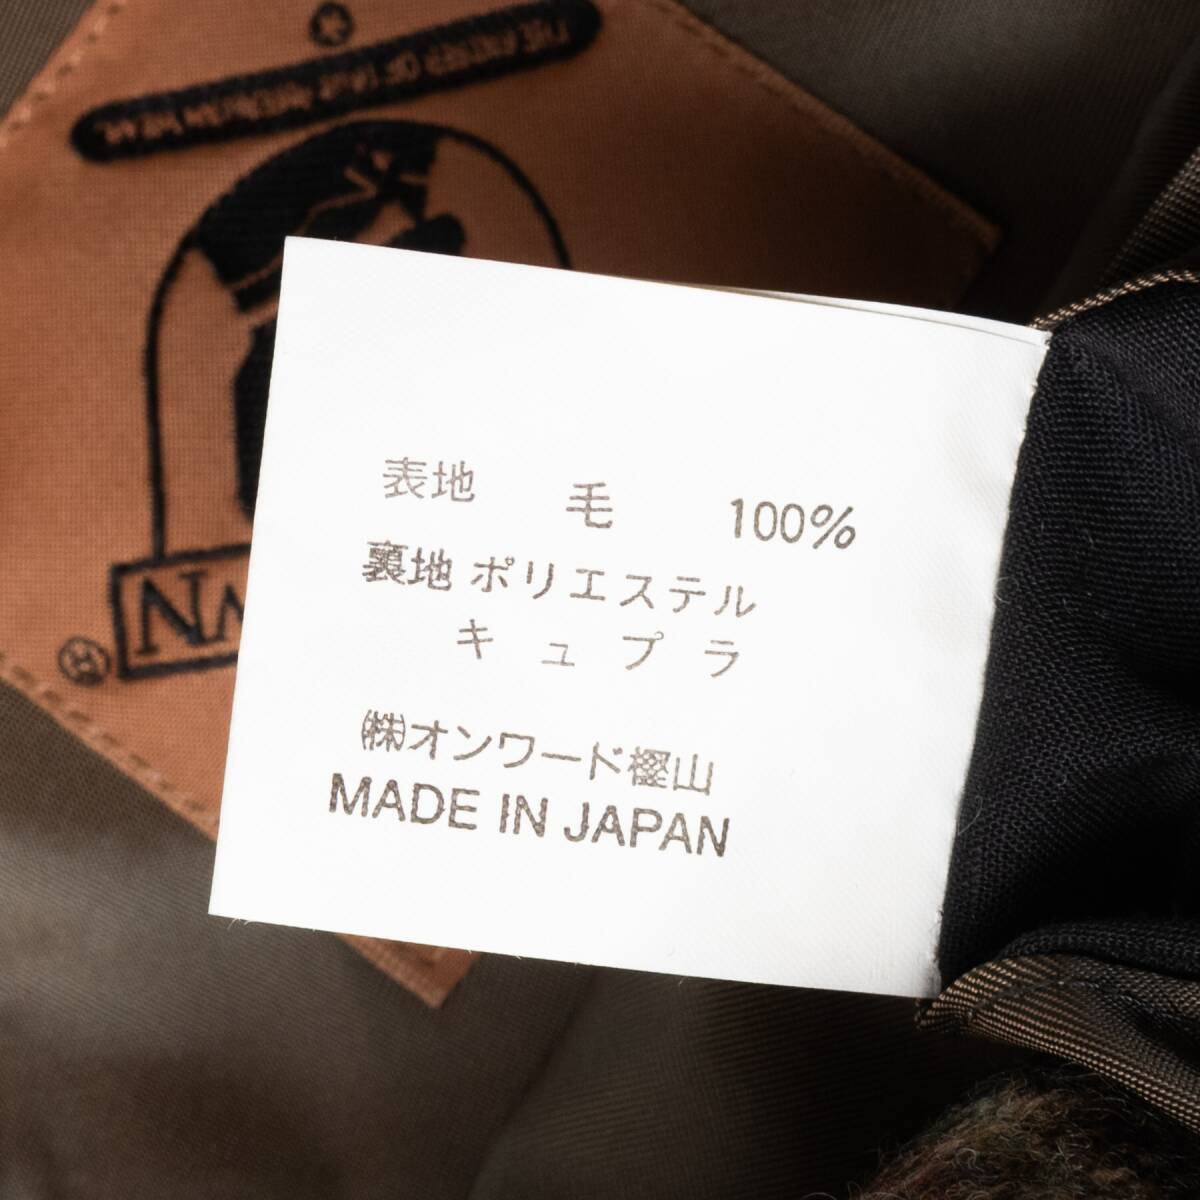 表地 毛 100%
裏地 ポリエステル
キュプラ
㈱オンワード樫山
MADE IN JAPAN